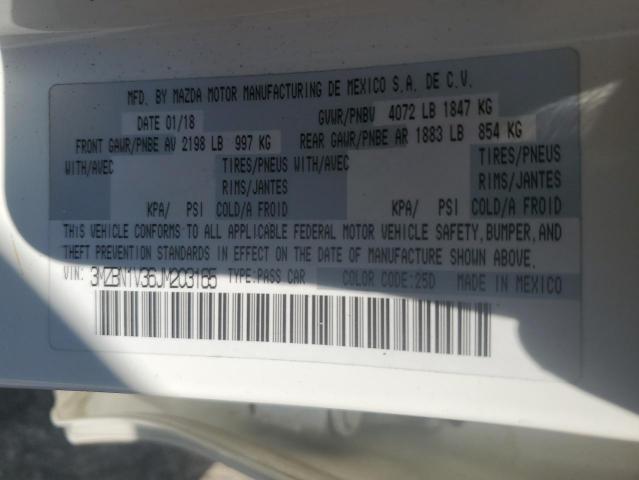 MFD. BY MAZDA MOTOR MANUFACTURING DE MEXICO S.A. DE C.V.
DATE 01/18 GVWR/PNBV 4072 LB 1847 KG
FRONT GAWR/PNBE AV 2198 LB 997 KG REAR GAWR/PNBE AR 1883 LB 854 KG
WITH/AVEC TIRES/PNEUS WITH/AVEC TIRES/PNEUS
RIMS/JANTES RIMS/JANTES
KPA/ PSI COLD/A FROID KPA/ PSI COLD/A FROID
THIS VEHICLE CONFORMS TO ALL APPLICABLE FEDERAL MOTOR VEHICLE SAFETY, BUMPER, AND
THEFT PREVENTION STANDARDS IN EFFECT ON THE DATE OF MANUFACTURE SHOWN ABOVE.
VIN: 3MZBN1V36JM203165 TYPE:PASS CAR COLOR CODE:25D MADE IN MEXICO